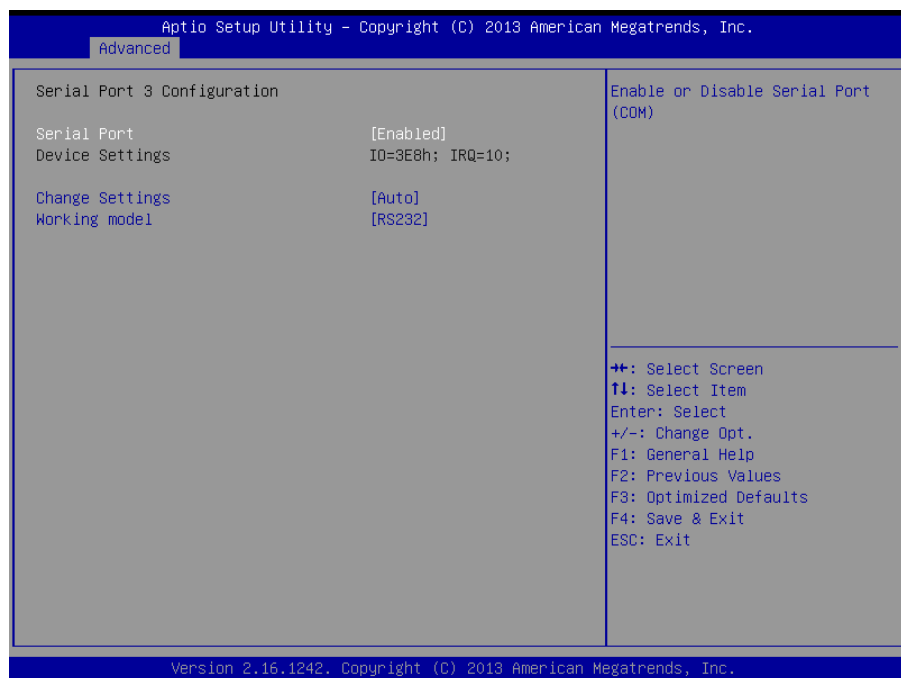 Aptio Setup Utility – Copyright (C) 2013 American Megatrends, Inc.
Advanced
Serial Port 3 Configuration
Serial Port [Enabled]
Device Settings IO=3E8h; IRQ=10;
Change Settings [Auto]
Working model [RS232]
Enable or Disable Serial Port
(COM)
→←: Select Screen
↑↓: Select Item
Enter: Select
+/-: Change Opt.
F1: General Help
F2: Previous Values
F3: Optimized Defaults
F4: Save & Exit
ESC: Exit
Version 2.16.1242. Copyright (C) 2013 American Megatrends, Inc.